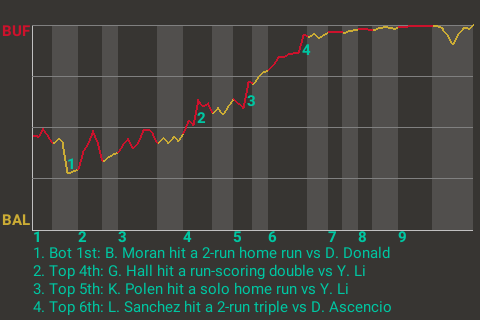 BUF
4
3
2
1
BAL
1 2 3 4 5 6 7 8 9
1. Bot 1st: B. Moran hit a 2-run home run vs D. Donald
2. Top 4th: G. Hall hit a run-scoring double vs Y. Li
3. Top 5th: K. Polen hit a solo home run vs Y. Li
4. Top 6th: L. Sanchez hit a 2-run triple vs D. Ascencio